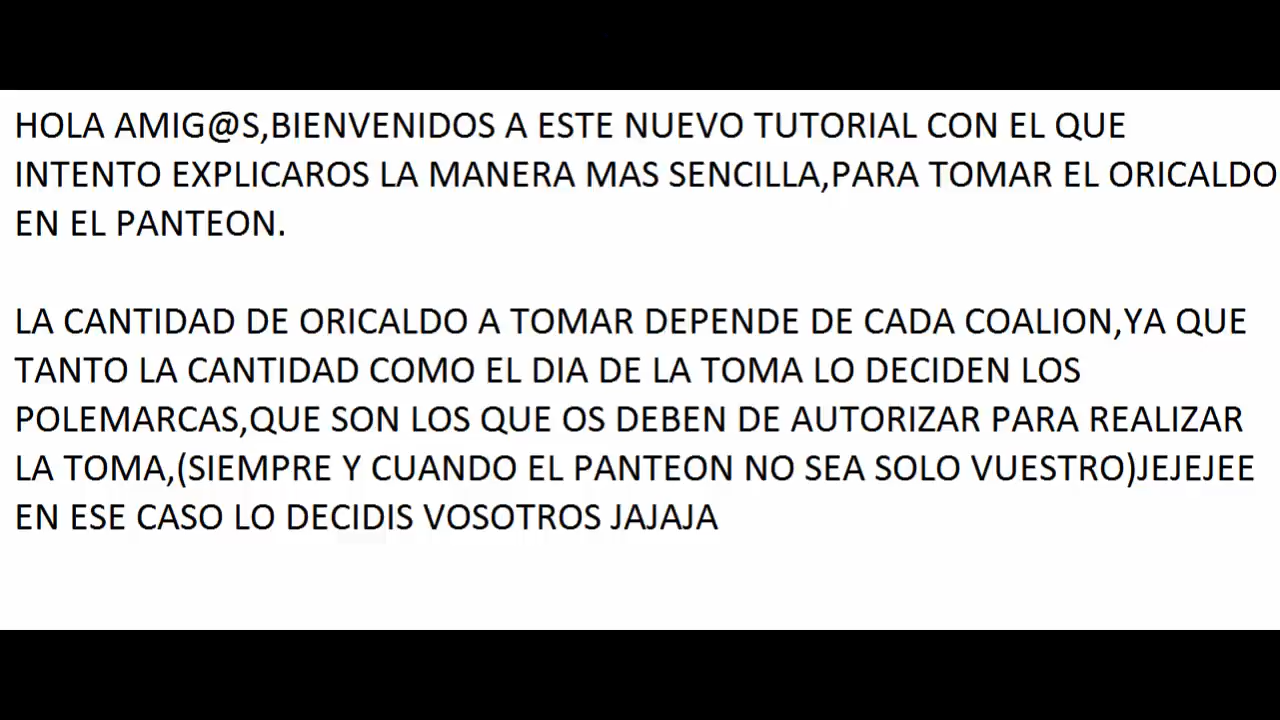 HOLA AMIG@S,BIENVENIDOS A ESTE NUEVO TUTORIAL CON EL QUE
INTENTO EXPLICAROS LA MANERA MAS SENCILLA,PARA TOMAR EL ORICALDO
EN EL PANTEON.
LA CANTIDAD DE ORICALDO A TOMAR DEPENDE DE CADA COALION,YA QUE
TANTO LA CANTIDAD COMO EL DIA DE LA TOMA LO DECIDEN LOS
POLEMARCAS,QUE SON LOS QUE OS DEBEN DE AUTORIZAR PARA REALIZAR
LA TOMA,(SIEMPRE Y CUANDO EL PANTEON NO SEA SOLO VUESTRO)JEJEJEE
EN ESE CASO LO DECIDIS VOSOTROS JAJAJA